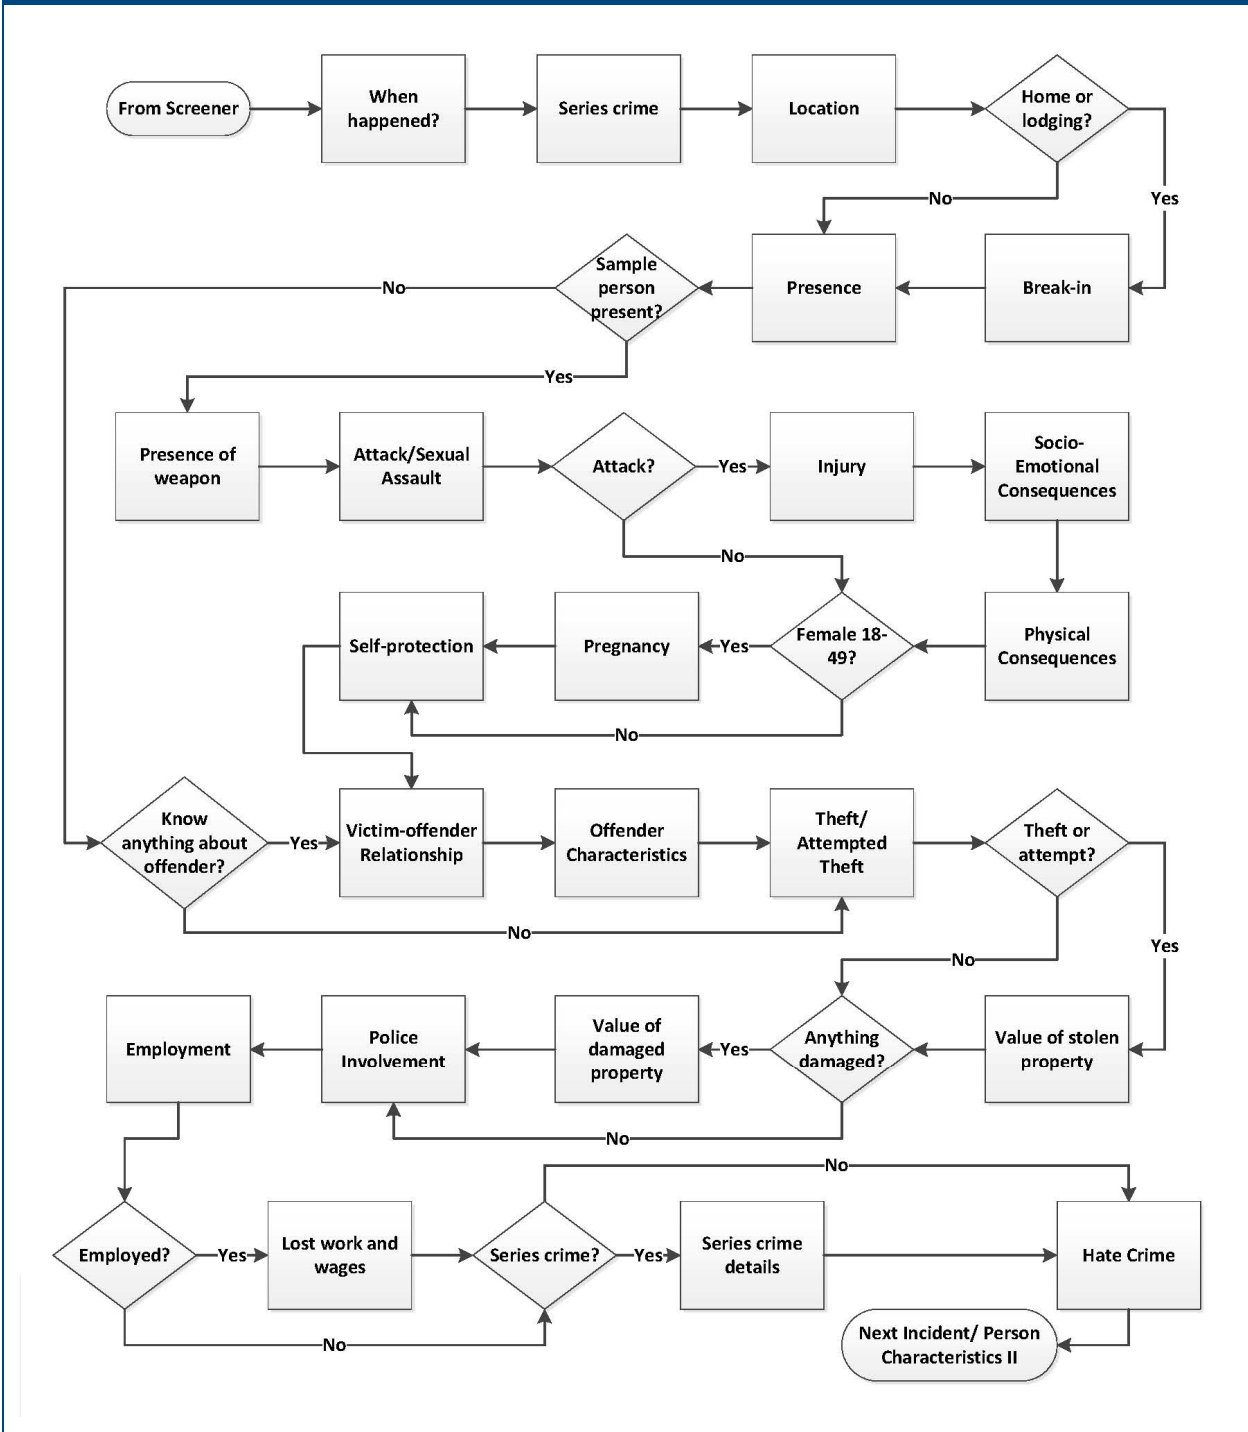 From Screener
When
happened?
Series crime
Location
Home or
lodging?
No
Yes
Sample
person
present?
No
Presence
Break-in
Yes
Presence of
weapon
Attack/Sexual
Assault
Attack?
Yes
Injury
Socio-
Emotional
Consequences
No
Self-protection
Pregnancy
Yes
Female 18-
49?
Physical
Consequences
No
Know
anything about
offender?
Yes
Victim-offender
Relationship
Offender
Characteristics
Theft/
Attempted
Theft
Theft or
attempt?
No
Yes
No
Employment
Police
Involvement
Value of
damaged
property
Yes
Anything
damaged?
Value of stolen
property
No
No
Employed?
Yes
Lost work and
wages
Series crime?
Yes
Series crime
details
Hate Crime
No
Next Incident/ Person
Characteristics II